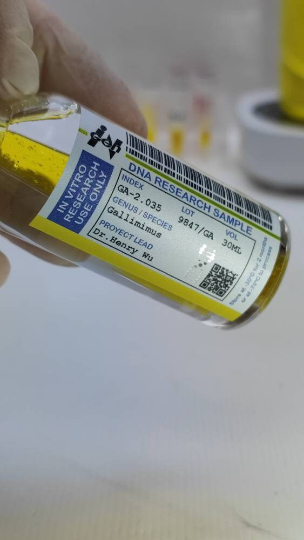 IN VITRO
RESEARCH
USE ONLY
DNA RESEARCH SAMPLE
INDEX LOT VOL
GA-2.035 9847/GA 30ML
GENUS/SPECIES
Gallimimus
PROYECT LEAD
Dr.Henry Wu